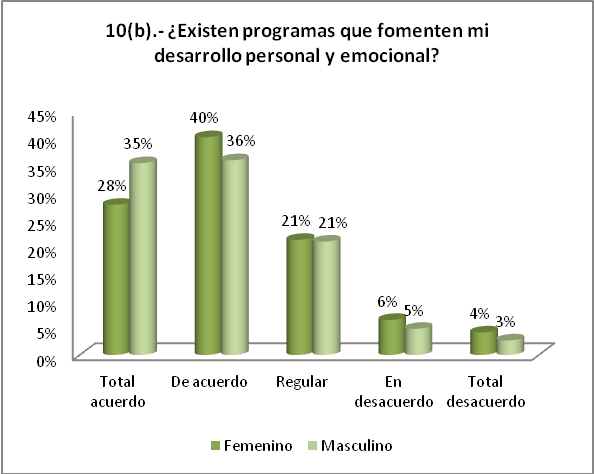 10(b).- ¿Existen programas que fomenten mi
desarrollo personal y emocional?
45%
40%
35%
30%
25%
20%
15%
10%
5%
0%
28%
35%
40%
36%
21%
21%
6%
5%
4%
3%
Total
acuerdo
De acuerdo
Regular
En
desacuerdo
Total
desacuerdo
Femenino
Masculino